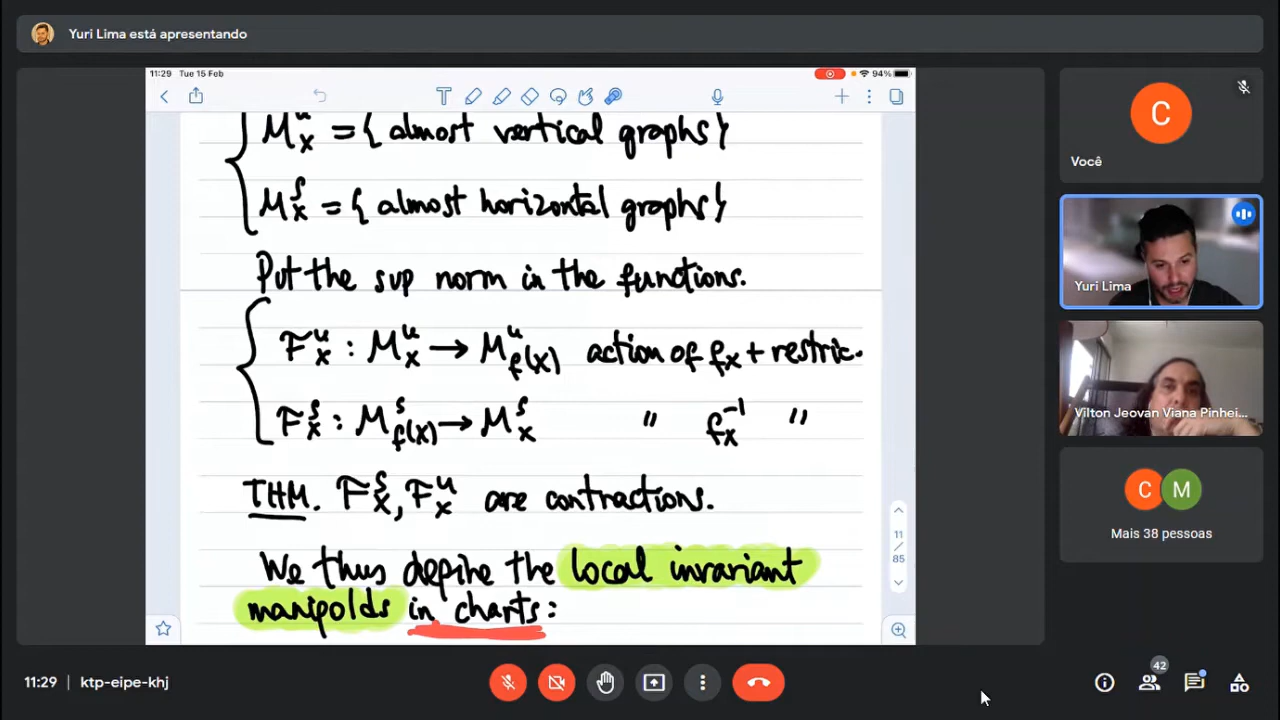 Yuri Lima está apresentando
11:29 Tue 15 Feb
94%
M^u_x = { almost vertical graphs }
M^s_x = { almost horizontal graphs }
Put the sup norm in the functions.
F^u_x : M^u_x → M^u_f(x) action of f_x + restric.
F^s_x : M^s_f(x) → M^s_x " f_x^-1 "
THM. F^s_x, F^u_x are contractions.
We thus define the local invariant
manifolds in charts:
11
/
85
C
Você
Yuri Lima
Vilton Jeovan Viana Pinhei...
C M
Mais 38 pessoas
11:29 | ktp-eipe-khj
42